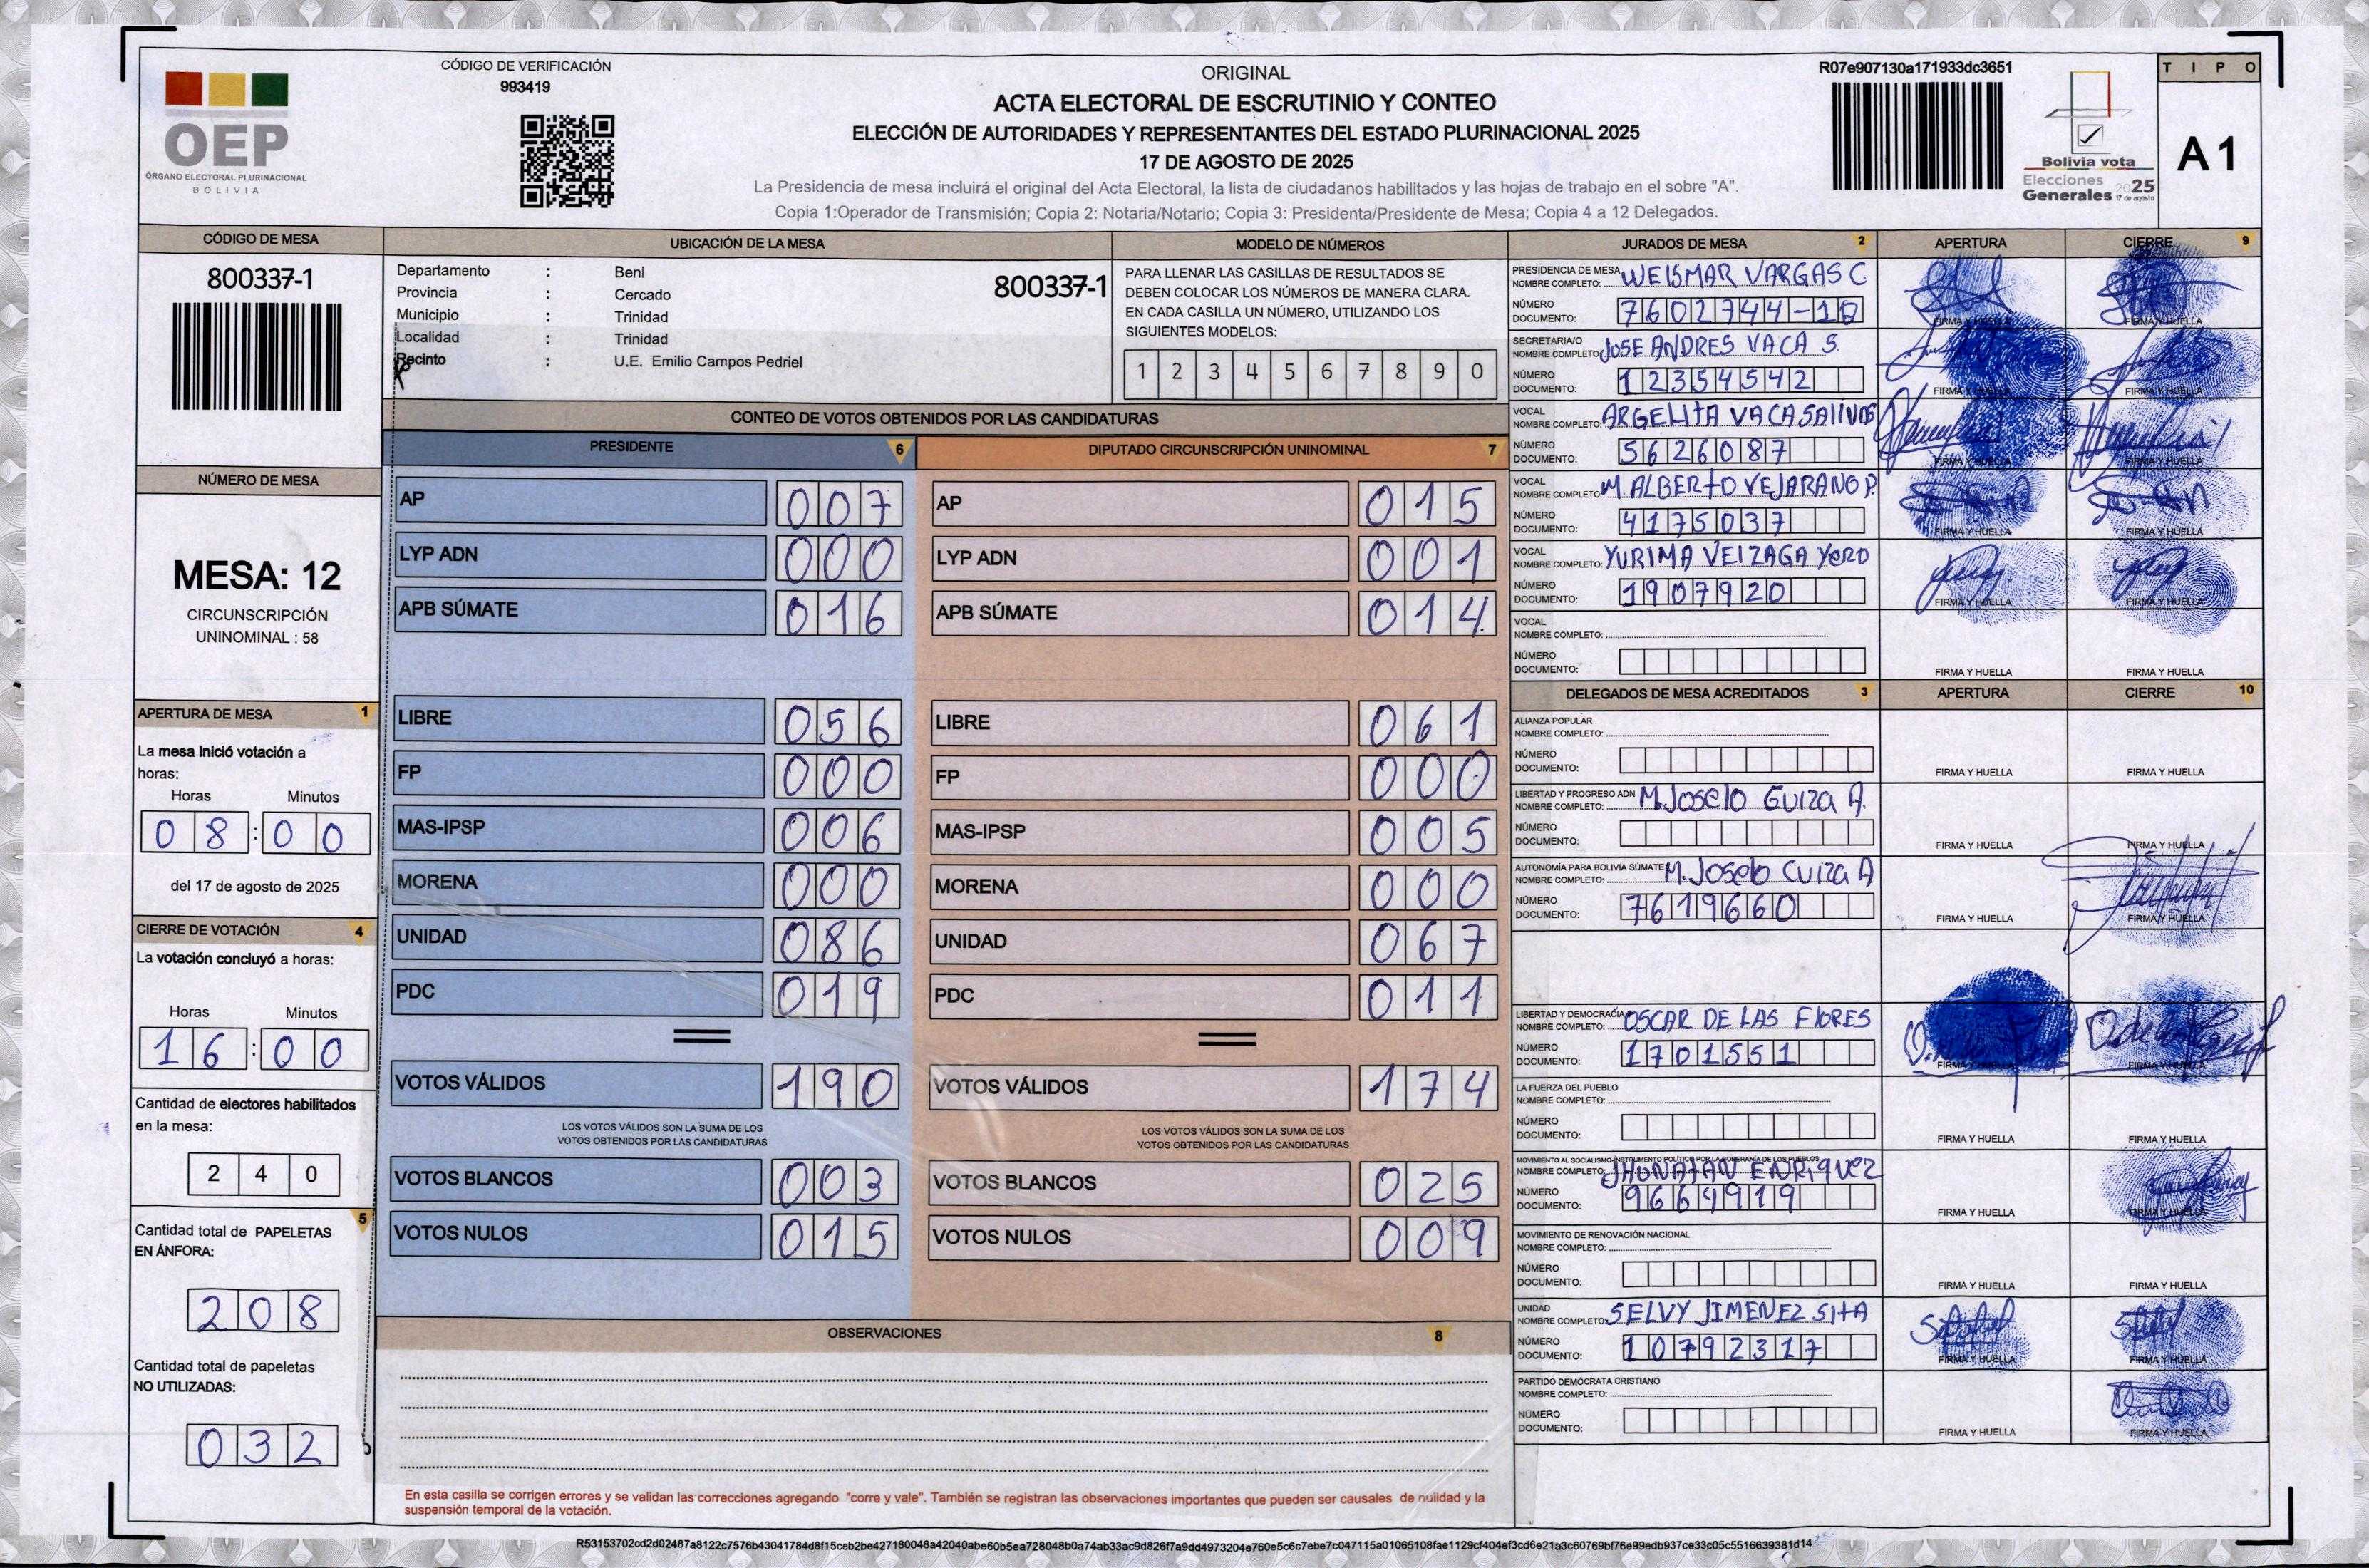 CÓDIGO DE VERIFICACIÓN
993419
OEP
ÓRGANO ELECTORAL PLURINACIONAL
BOLIVIA
ORIGINAL
ACTA ELECTORAL DE ESCRUTINIO Y CONTEO
ELECCIÓN DE AUTORIDADES Y REPRESENTANTES DEL ESTADO PLURINACIONAL 2025
17 DE AGOSTO DE 2025
La Presidencia de mesa incluirá el original del Acta Electoral, la lista de ciudadanos habilitados y las hojas de trabajo en el sobre "A".
Copia 1:Operador de Transmisión; Copia 2: Notaria/Notario; Copia 3: Presidenta/Presidente de Mesa; Copia 4 a 12 Delegados.
R07e907130a171933dc3651
Bolivia vota
Elecciones
Generales 2025
17 de agosto
TIPO
A 1
CÓDIGO DE MESA
800337-1
NÚMERO DE MESA
MESA: 12
CIRCUNSCRIPCIÓN
UNINOMINAL : 58
APERTURA DE MESA 1
La mesa inició votación a
horas:
Horas Minutos
08:00
del 17 de agosto de 2025
CIERRE DE VOTACIÓN 4
La votación concluyó a horas:
Horas Minutos
16:00
Cantidad de electores habilitados
en la mesa:
240
5
Cantidad total de PAPELETAS
EN ÁNFORA:
208
Cantidad total de papeletas
NO UTILIZADAS:
032
UBICACIÓN DE LA MESA
Departamento : Beni
800337-1
Provincia : Cercado
Municipio : Trinidad
Localidad : Trinidad
Recinto : U.E. Emilio Campos Pedriel
MODELO DE NÚMEROS
PARA LLENAR LAS CASILLAS DE RESULTADOS SE
DEBEN COLOCAR LOS NÚMEROS DE MANERA CLARA.
EN CADA CASILLA UN NÚMERO, UTILIZANDO LOS
SIGUIENTES MODELOS:
1 2 3 4 5 6 7 8 9 0
CONTEO DE VOTOS OBTENIDOS POR LAS CANDIDATURAS
PRESIDENTE 6
AP 007
LYP ADN 000
APB SÚMATE 016
LIBRE 056
FP 000
MAS-IPSP 006
MORENA 000
UNIDAD 086
PDC 019
VOTOS VÁLIDOS 190
LOS VOTOS VÁLIDOS SON LA SUMA DE LOS
VOTOS OBTENIDOS POR LAS CANDIDATURAS
VOTOS BLANCOS 003
VOTOS NULOS 015
DIPUTADO CIRCUNSCRIPCIÓN UNINOMINAL 7
AP 015
LYP ADN 001
APB SÚMATE 014
LIBRE 061
FP 000
MAS-IPSP 005
MORENA 000
UNIDAD 067
PDC 011
VOTOS VÁLIDOS 174
LOS VOTOS VÁLIDOS SON LA SUMA DE LOS
VOTOS OBTENIDOS POR LAS CANDIDATURAS
VOTOS BLANCOS 025
VOTOS NULOS 009
OBSERVACIONES 8
En esta casilla se corrigen errores y se validan las correcciones agregando "corre y vale". También se registran las observaciones importantes que pueden ser causales de nulidad y la
suspensión temporal de la votación.
JURADOS DE MESA 2 APERTURA CIERRE 9
PRESIDENCIA DE MESA
NOMBRE COMPLETO: WEISMAR VARGAS C
NÚMERO
DOCUMENTO: 7602744-1
FIRMA Y HUELLA FIRMA Y HUELLA
SECRETARIA/O
NOMBRE COMPLETO: JOSE ANDRES VACA S.
NÚMERO
DOCUMENTO: 12354542
FIRMA Y HUELLA FIRMA Y HUELLA
VOCAL
NOMBRE COMPLETO: ARGELITA VACA SALINAS
NÚMERO
DOCUMENTO: 5626087
FIRMA Y HUELLA FIRMA Y HUELLA
VOCAL
NOMBRE COMPLETO: M ALBERTO VEJARANO P.
NÚMERO
DOCUMENTO: 4175037
FIRMA Y HUELLA FIRMA Y HUELLA
VOCAL
NOMBRE COMPLETO: YURIMA VEIZAGA
NÚMERO
DOCUMENTO: 1907920
FIRMA Y HUELLA FIRMA Y HUELLA
VOCAL
NOMBRE COMPLETO:
NÚMERO
DOCUMENTO:
FIRMA Y HUELLA FIRMA Y HUELLA
DELEGADOS DE MESA ACREDITADOS 3 APERTURA CIERRE 10
ALIANZA POPULAR
NOMBRE COMPLETO:
NÚMERO
DOCUMENTO:
FIRMA Y HUELLA FIRMA Y HUELLA
LIBERTAD Y PROGRESO ADN
NOMBRE COMPLETO: M.Joselo Guiza A.
NÚMERO
DOCUMENTO:
FIRMA Y HUELLA FIRMA Y HUELLA
AUTONOMÍA PARA BOLIVIA SÚMATE
NOMBRE COMPLETO: M. Joselo Cuiza A
NÚMERO
DOCUMENTO: 7619660
FIRMA Y HUELLA FIRMA Y HUELLA
LIBERTAD Y DEMOCRACIA
NOMBRE COMPLETO: OSCAR DE LAS FLORES
NÚMERO
DOCUMENTO: 1701551
FIRMA Y HUELLA
LA FUERZA DEL PUEBLO
NOMBRE COMPLETO:
NÚMERO
DOCUMENTO:
FIRMA Y HUELLA FIRMA Y HUELLA
MOVIMIENTO AL SOCIALISMO-INSTRUMENTO POLÍTICO POR LA SOBERANÍA DE LOS PUEBLOS
NOMBRE COMPLETO: JHONATAN ENRIQUEZ
NÚMERO
DOCUMENTO: 9664919
FIRMA Y HUELLA FIRMA Y HUELLA
MOVIMIENTO DE RENOVACIÓN NACIONAL
NOMBRE COMPLETO:
NÚMERO
DOCUMENTO:
FIRMA Y HUELLA FIRMA Y HUELLA
UNIDAD
NOMBRE COMPLETO: SELVY JIMENEZ SITA
NÚMERO
DOCUMENTO: 10792317
FIRMA Y HUELLA FIRMA Y HUELLA
PARTIDO DEMÓCRATA CRISTIANO
NOMBRE COMPLETO:
NÚMERO
DOCUMENTO:
FIRMA Y HUELLA FIRMA Y HUELLA